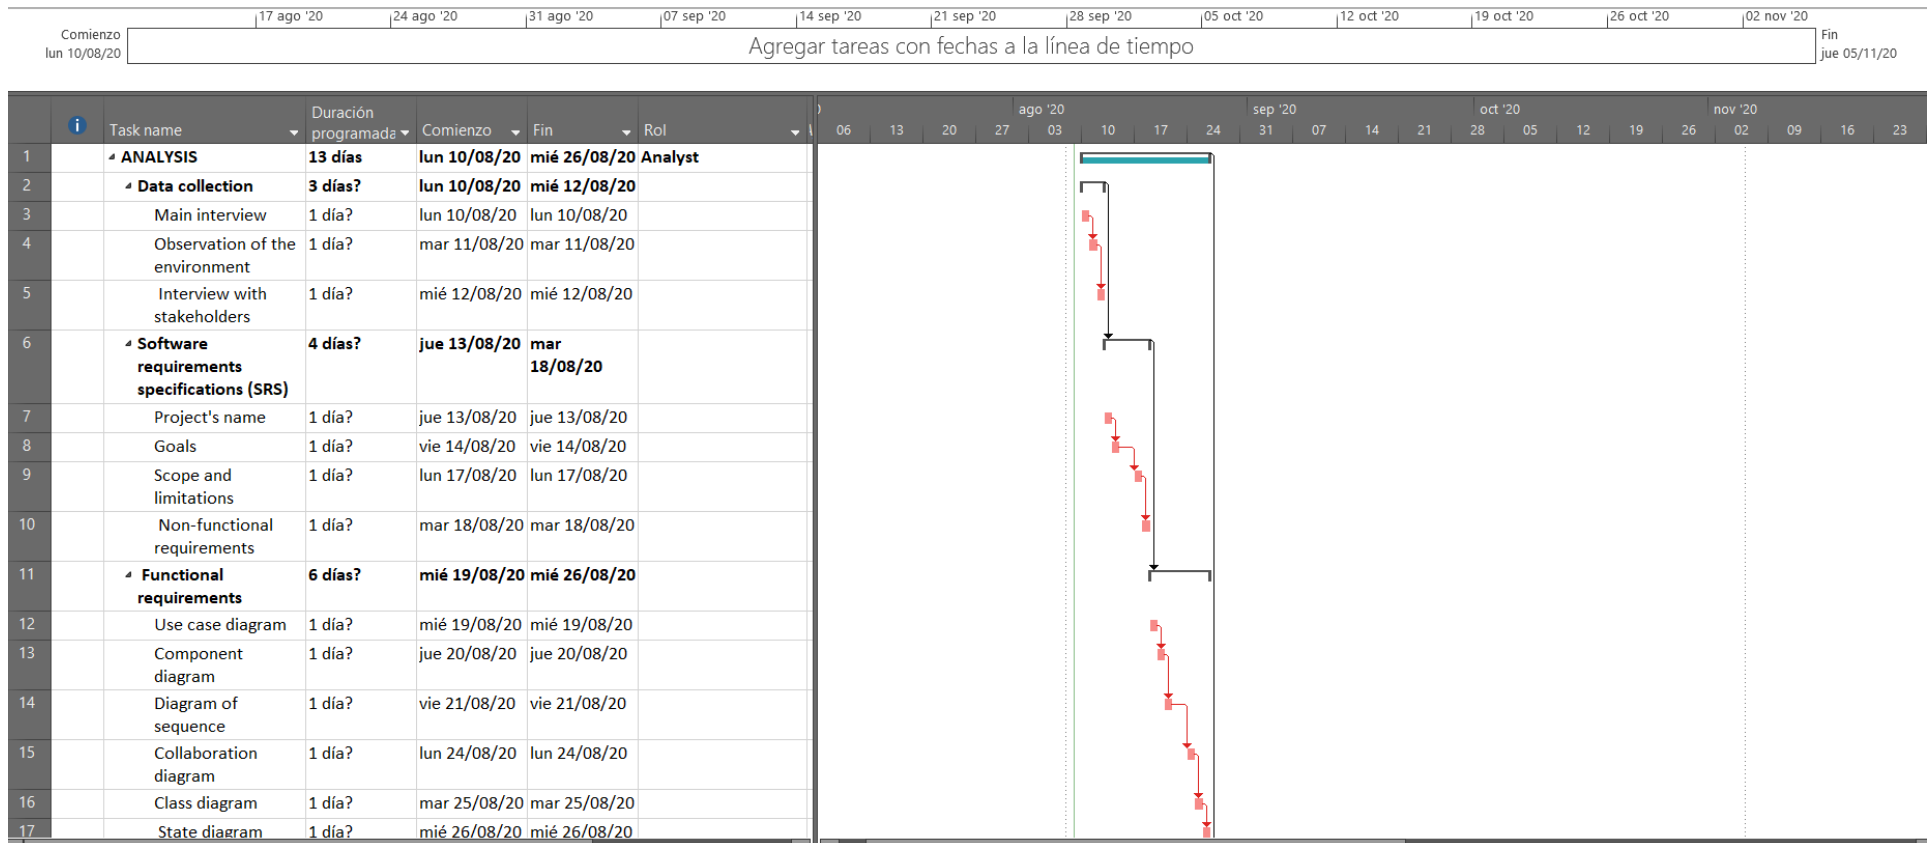 17 ago '20 24 ago '20 31 ago '20 07 sep '20 14 sep '20 21 sep '20 28 sep '20 05 oct '20 12 oct '20 19 oct '20 26 oct '20 02 nov '20
Comienzo
lun 10/08/20
Agregar tareas con fechas a la línea de tiempo
Fin
jue 05/11/20
Task name Duración programada Comienzo Fin Rol
ago '20 sep '20 oct '20 nov '20
06 13 20 27 03 10 17 24 31 07 14 21 28 05 12 19 26 02 09 16 23
1 ANALYSIS 13 días lun 10/08/20 mié 26/08/20 Analyst
2 Data collection 3 días? lun 10/08/20 mié 12/08/20
3 Main interview 1 día? lun 10/08/20 lun 10/08/20
4 Observation of the environment 1 día? mar 11/08/20 mar 11/08/20
5 Interview with stakeholders 1 día? mié 12/08/20 mié 12/08/20
6 Software requirements specifications (SRS) 4 días? jue 13/08/20 mar 18/08/20
7 Project's name 1 día? jue 13/08/20 jue 13/08/20
8 Goals 1 día? vie 14/08/20 vie 14/08/20
9 Scope and limitations 1 día? lun 17/08/20 lun 17/08/20
10 Non-functional requirements 1 día? mar 18/08/20 mar 18/08/20
11 Functional requirements 6 días? mié 19/08/20 mié 26/08/20
12 Use case diagram 1 día? mié 19/08/20 mié 19/08/20
13 Component diagram 1 día? jue 20/08/20 jue 20/08/20
14 Diagram of sequence 1 día? vie 21/08/20 vie 21/08/20
15 Collaboration diagram 1 día? lun 24/08/20 lun 24/08/20
16 Class diagram 1 día? mar 25/08/20 mar 25/08/20
17 State diagram 1 día? mié 26/08/20 mié 26/08/20